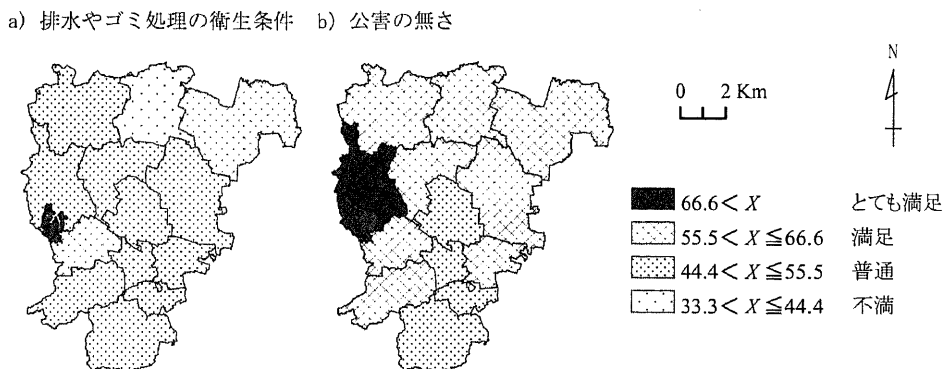 a) 排水やゴミ処理の衛生条件 b) 公害の無さ
N
0 2 Km
66.6＜X とても満足
55.5＜X≦66.6 満足
44.4＜X≦55.5 普通
33.3＜X≦44.4 不満